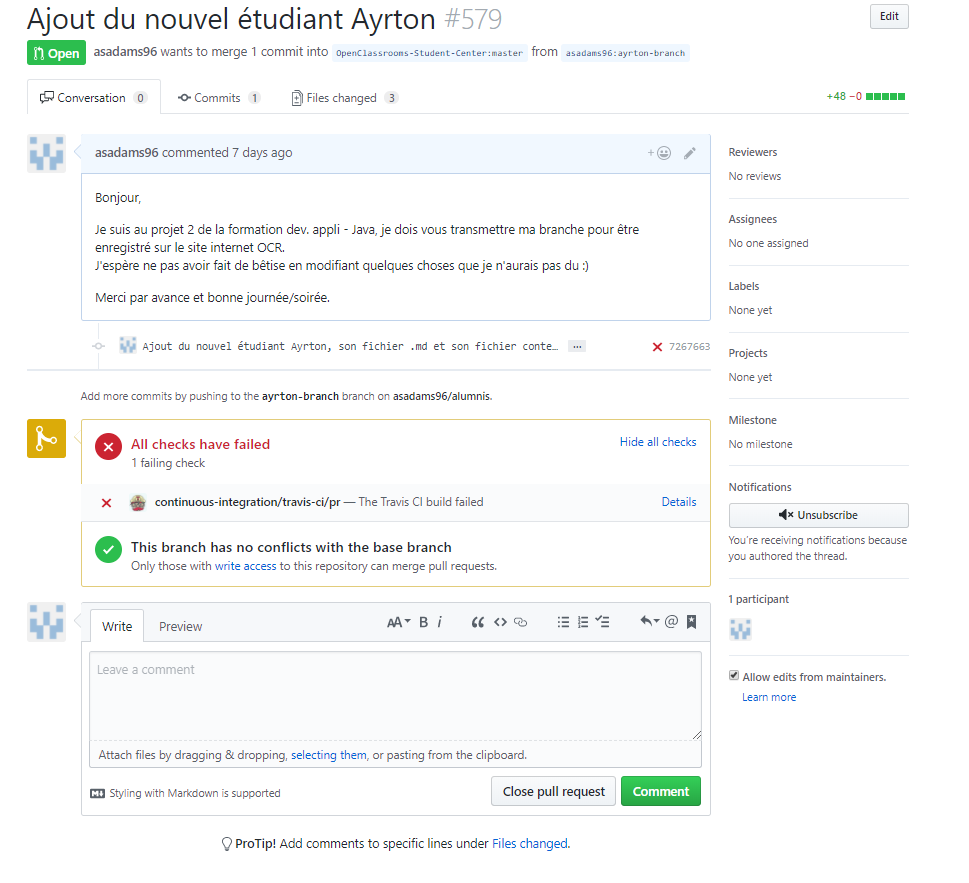 Ajout du nouvel étudiant Ayrton #579
Edit
Open
asadams96 wants to merge 1 commit into OpenClassrooms-Student-Center:master from asadams96:ayrton-branch
Conversation 0
Commits 1
Files changed 3
+48 −0
asadams96 commented 7 days ago
Bonjour,
Je suis au projet 2 de la formation dev. appli - Java, je dois vous transmettre ma branche pour être
enregistré sur le site internet OCR.
J'espère ne pas avoir fait de bêtise en modifiant quelques choses que je n'aurais pas du :)
Merci par avance et bonne journée/soirée.
Ajout du nouvel étudiant Ayrton, son fichier .md et son fichier conte… ...
7267663
Add more commits by pushing to the ayrton-branch branch on asadams96/alumnis.
All checks have failed
1 failing check
Hide all checks
continuous-integration/travis-ci/pr — The Travis CI build failed
Details
This branch has no conflicts with the base branch
Only those with write access to this repository can merge pull requests.
Write
Preview
AA B i
Leave a comment
Attach files by dragging & dropping, selecting them, or pasting from the clipboard.
Styling with Markdown is supported
Close pull request
Comment
ProTip! Add comments to specific lines under Files changed.
Reviewers
No reviews
Assignees
No one assigned
Labels
None yet
Projects
None yet
Milestone
No milestone
Notifications
Unsubscribe
You're receiving notifications because
you authored the thread.
1 participant
Allow edits from maintainers.
Learn more